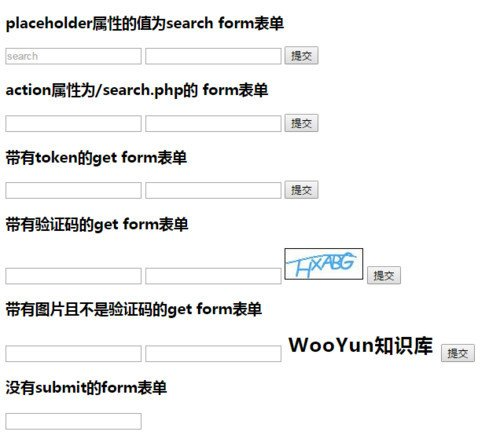 placeholder属性的值为search form表单
search 提交
action属性为/search.php的 form表单
提交
带有token的get form表单
提交
带有验证码的get form表单
HXABG 提交
带有图片且不是验证码的get form表单
WooYun知识库 提交
没有submit的form表单